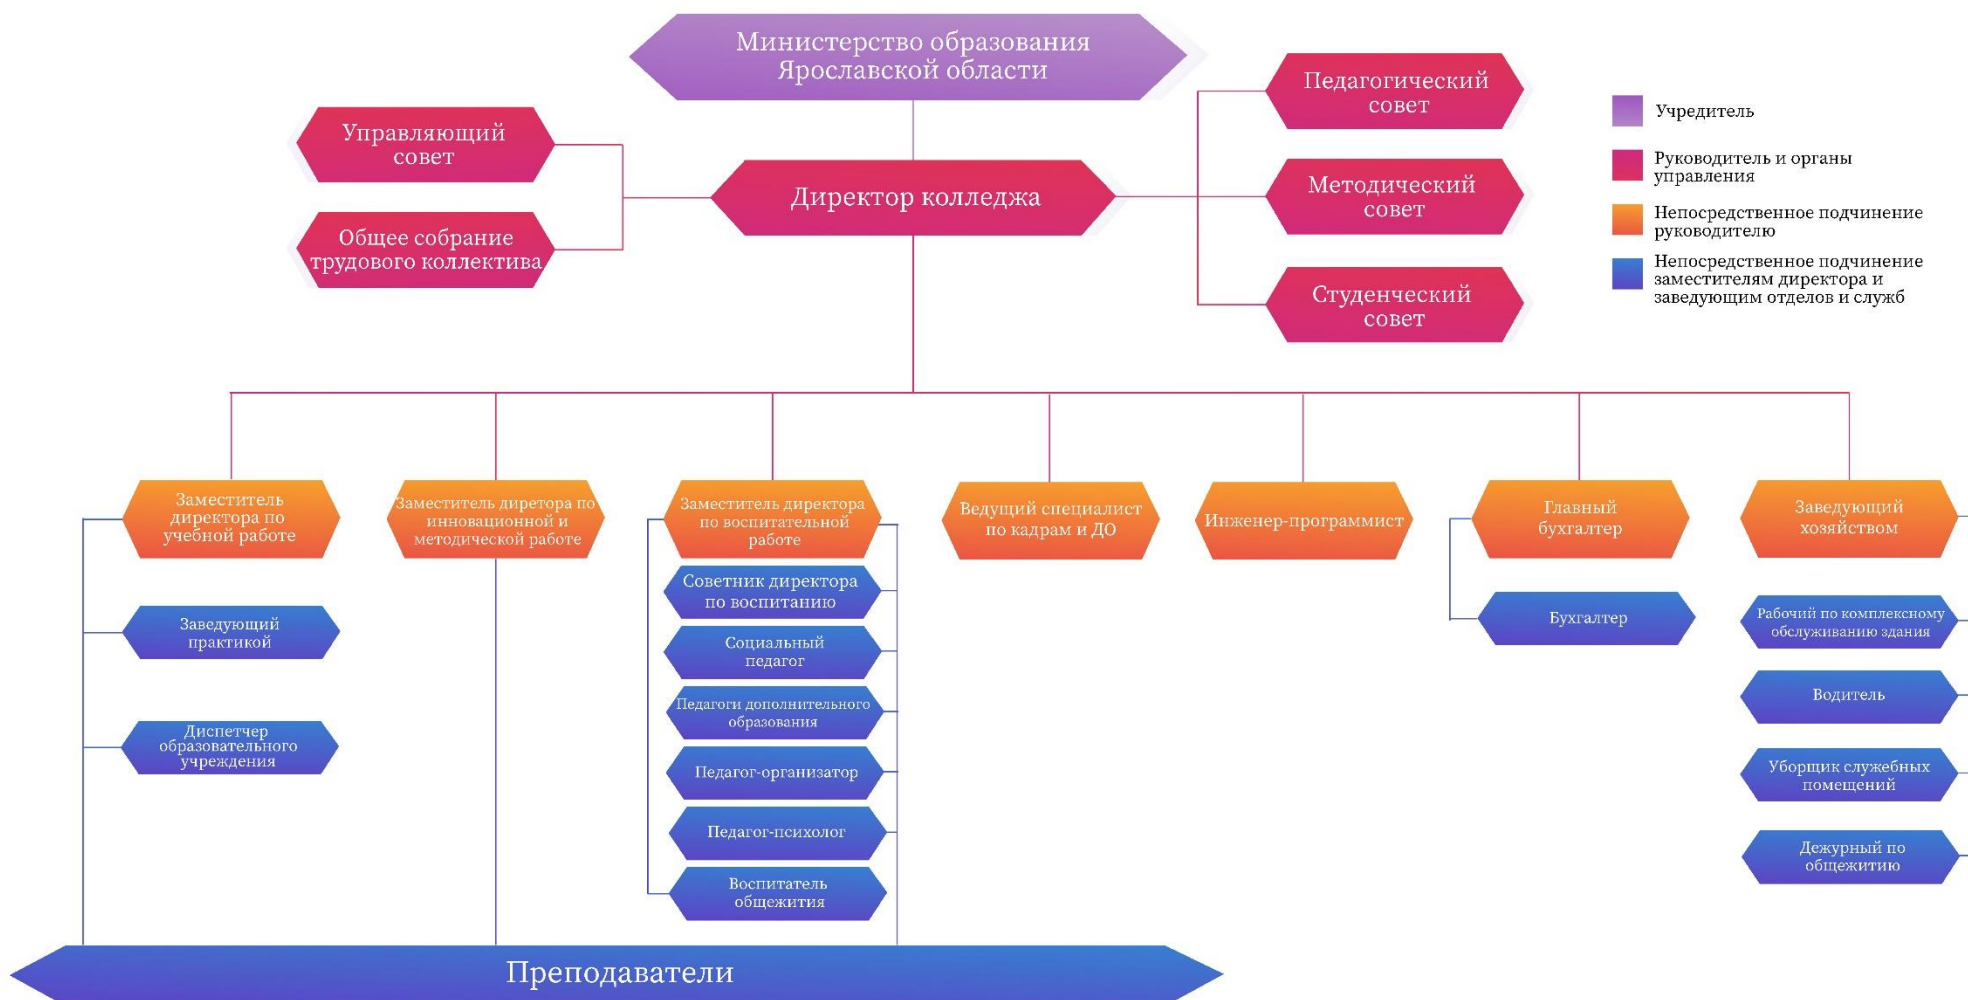 Министерство образования
Ярославской области
Управляющий
совет
Общее собрание
трудового коллектива
Директор колледжа
Педагогический
совет
Методический
совет
Студенческий
совет
Учредитель
Руководитель и органы
управления
Непосредственное подчинение
руководителю
Непосредственное подчинение
заместителям директора и
заведующим отделов и служб
Заместитель
директора по
учебной работе
Заместитель диретора по
инновационной и
методической работе
Заместитель директора
по воспитательной
работе
Ведущий специалист
по кадрам и ДО
Инженер-программист
Главный
бухгалтер
Заведующий
хозяйством
Заведующий
практикой
Диспетчер
образовательного
учреждения
Советник директора
по воспитанию
Социальный
педагог
Педагоги дополнительного
образования
Педагог-организатор
Педагог-психолог
Воспитатель
общежития
Бухгалтер
Рабочий по комплексному
обслуживанию здания
Водитель
Уборщик служебных
помещений
Дежурный по
общежитию
Преподаватели